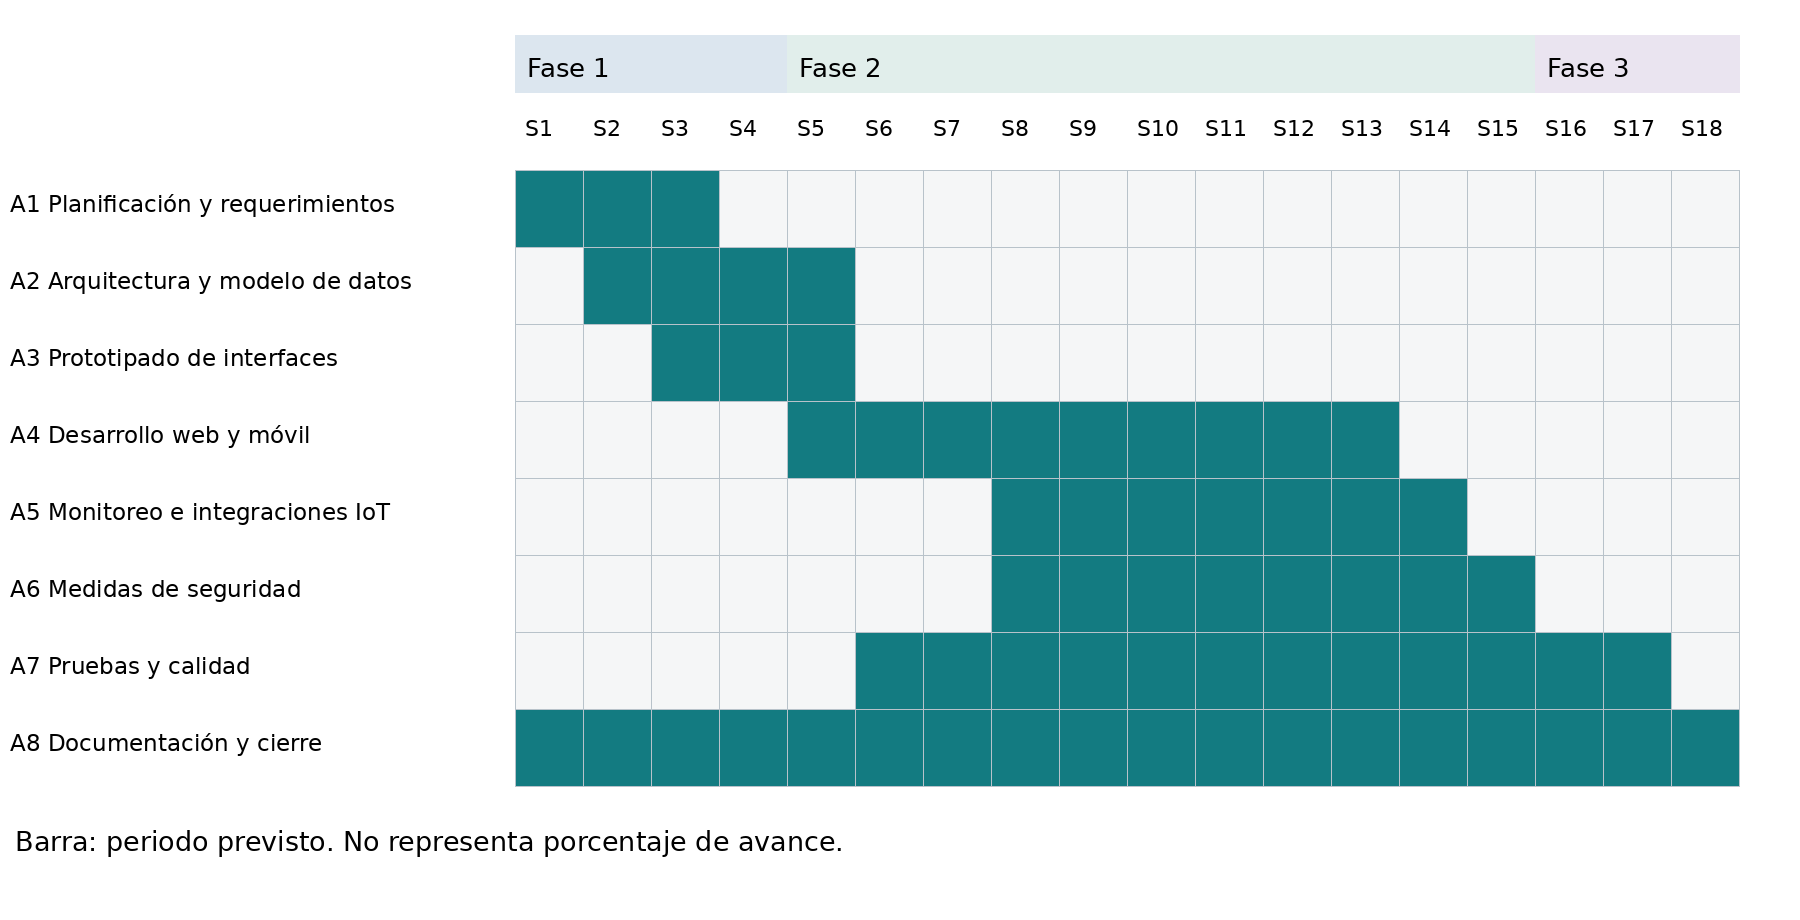 Fase 1 Fase 2 Fase 3
S1 S2 S3 S4 S5 S6 S7 S8 S9 S10 S11 S12 S13 S14 S15 S16 S17 S18
A1 Planificación y requerimientos
A2 Arquitectura y modelo de datos
A3 Prototipado de interfaces
A4 Desarrollo web y móvil
A5 Monitoreo e integraciones IoT
A6 Medidas de seguridad
A7 Pruebas y calidad
A8 Documentación y cierre
Barra: periodo previsto. No representa porcentaje de avance.